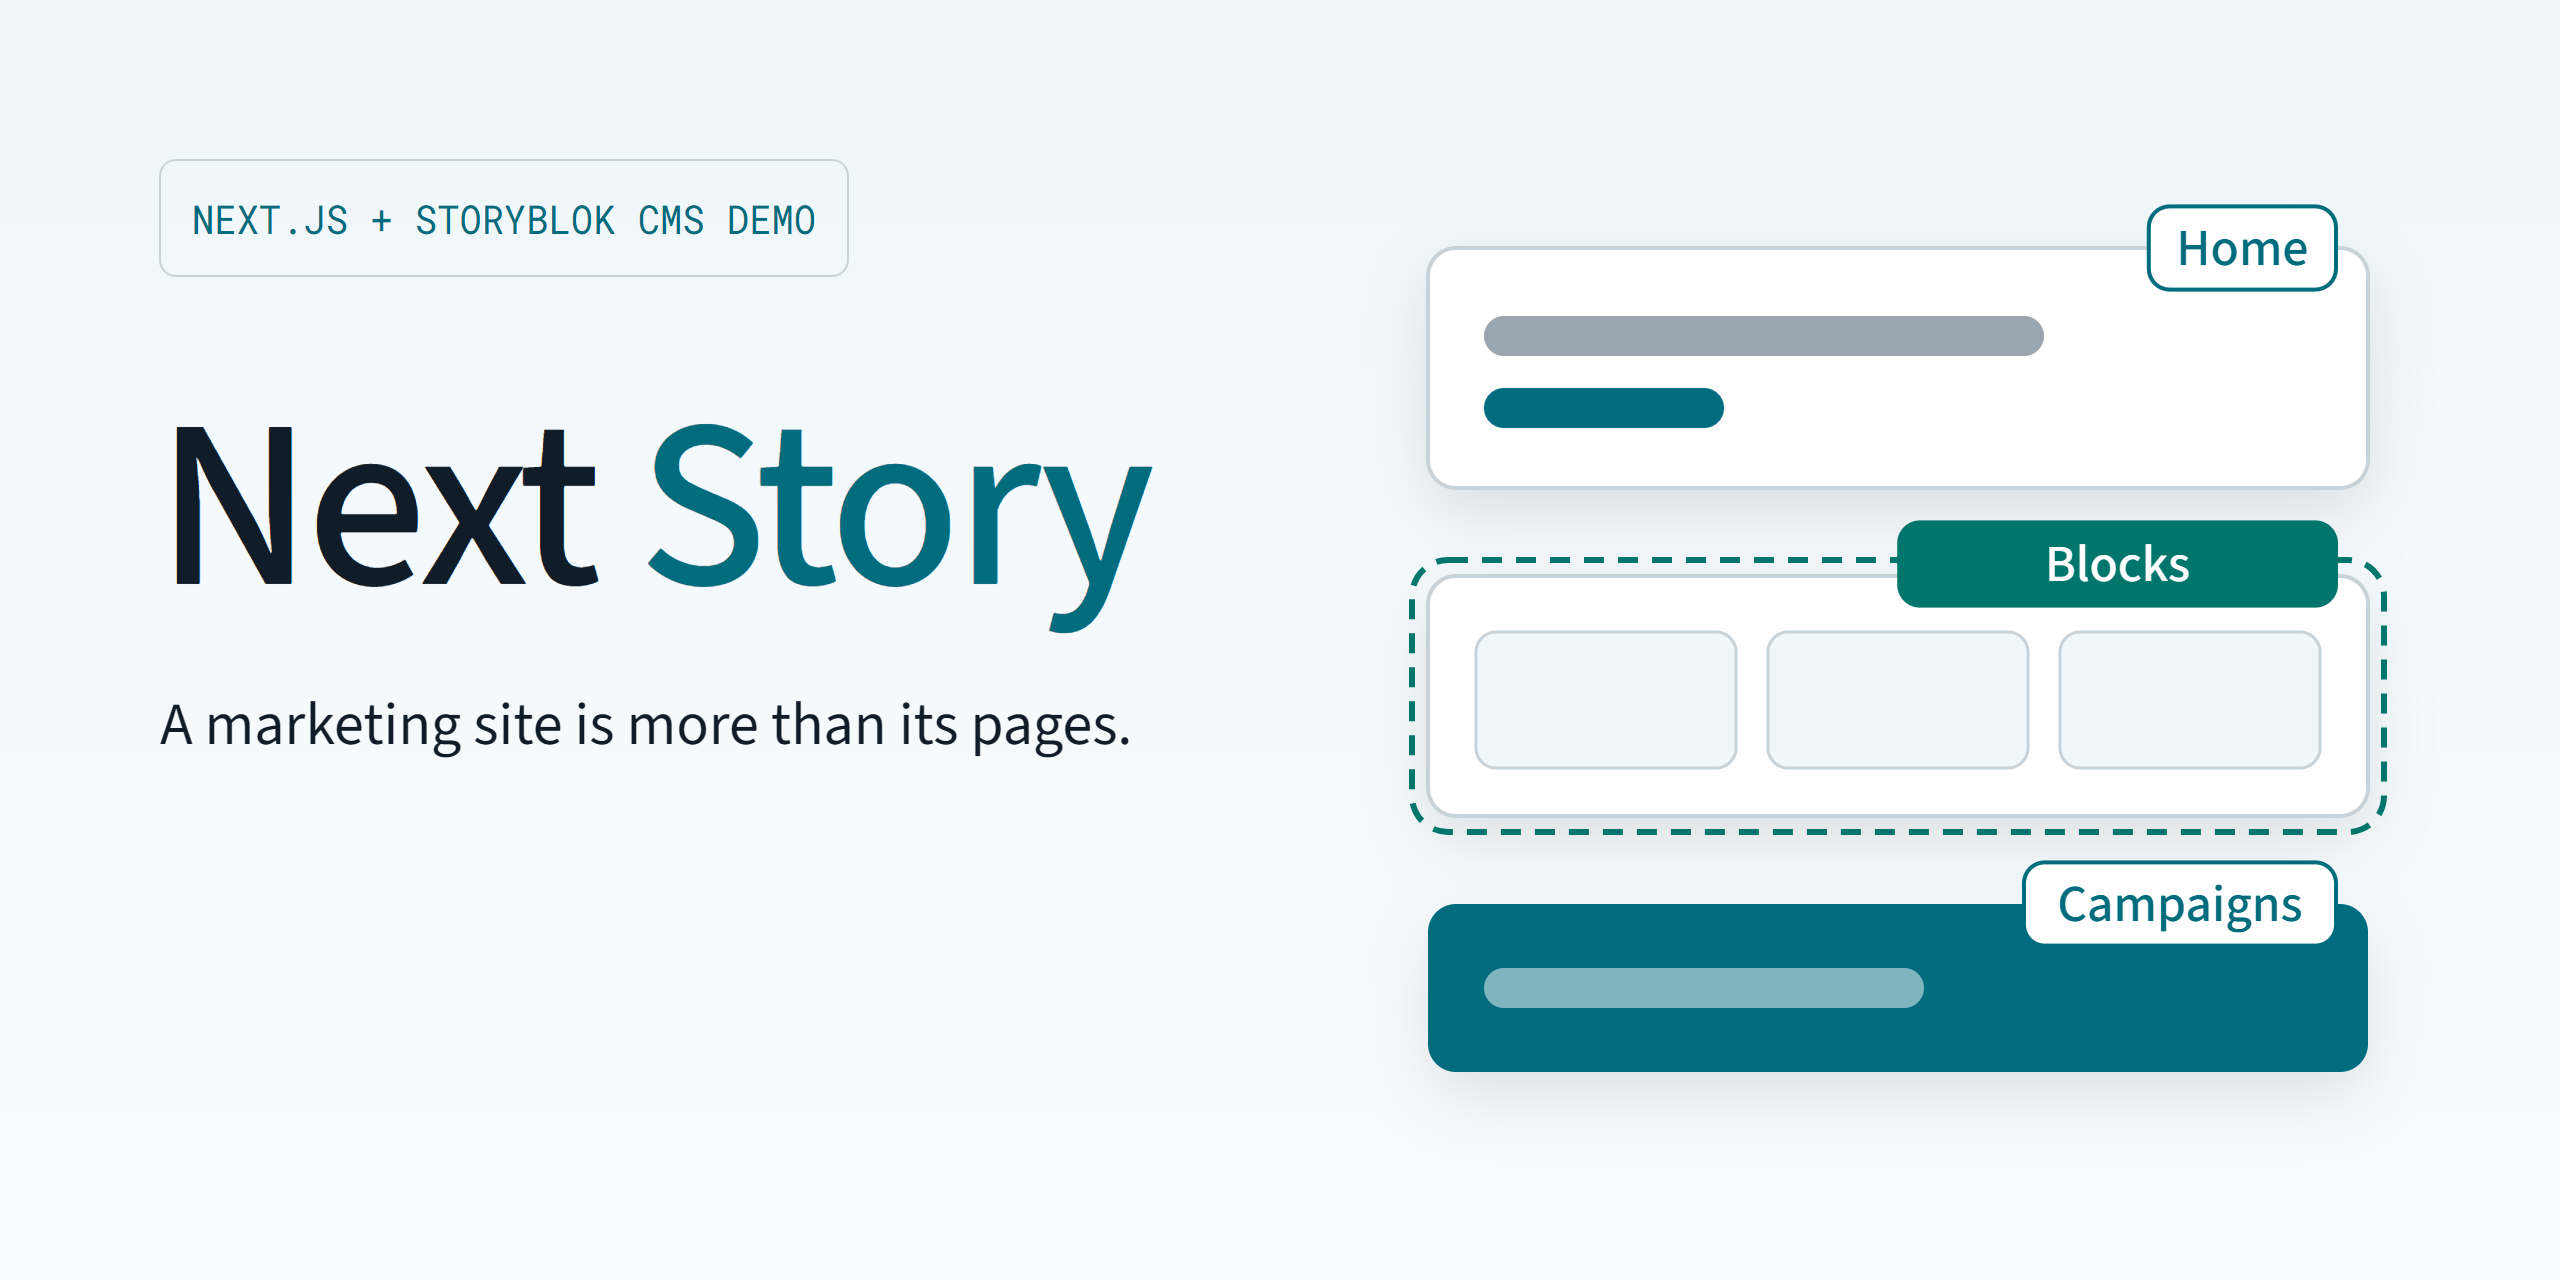 NEXT.JS + STORYBLOK CMS DEMO
Next Story
A marketing site is more than its pages.
Home
Blocks
Campaigns